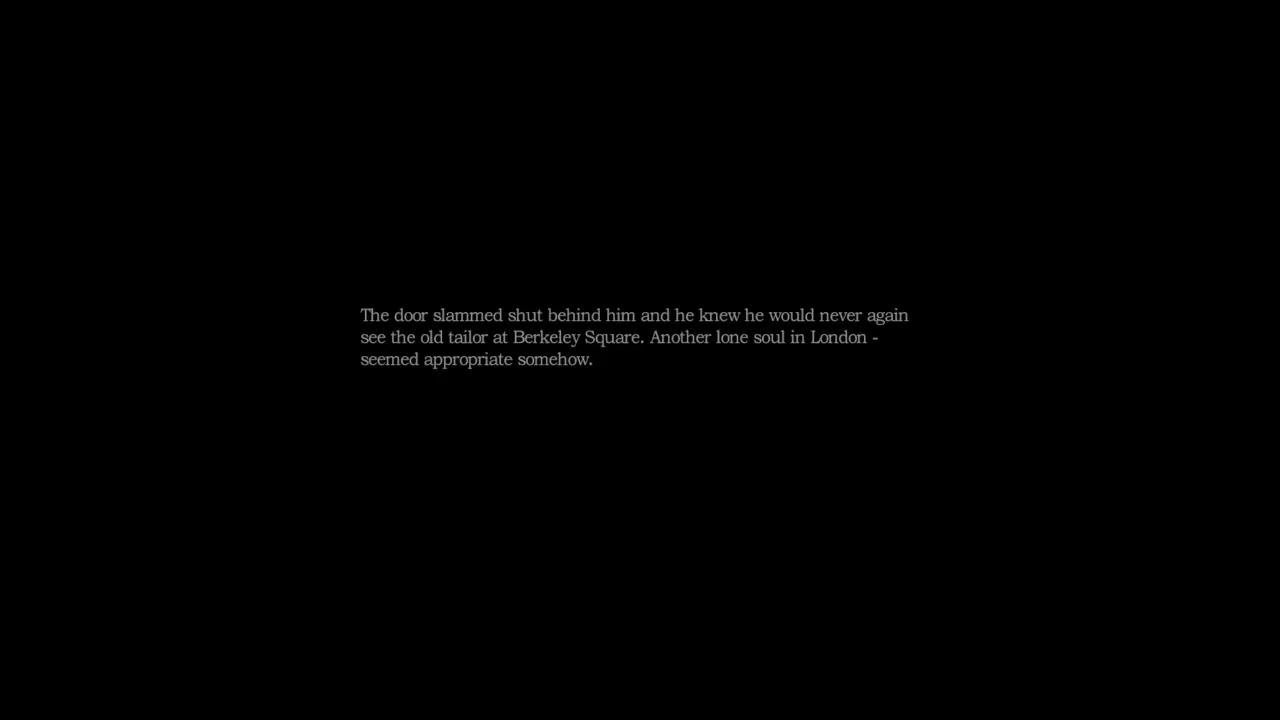 The door slammed shut behind him and he knew he would never again
see the old tailor at Berkeley Square. Another lone soul in London -
seemed appropriate somehow.